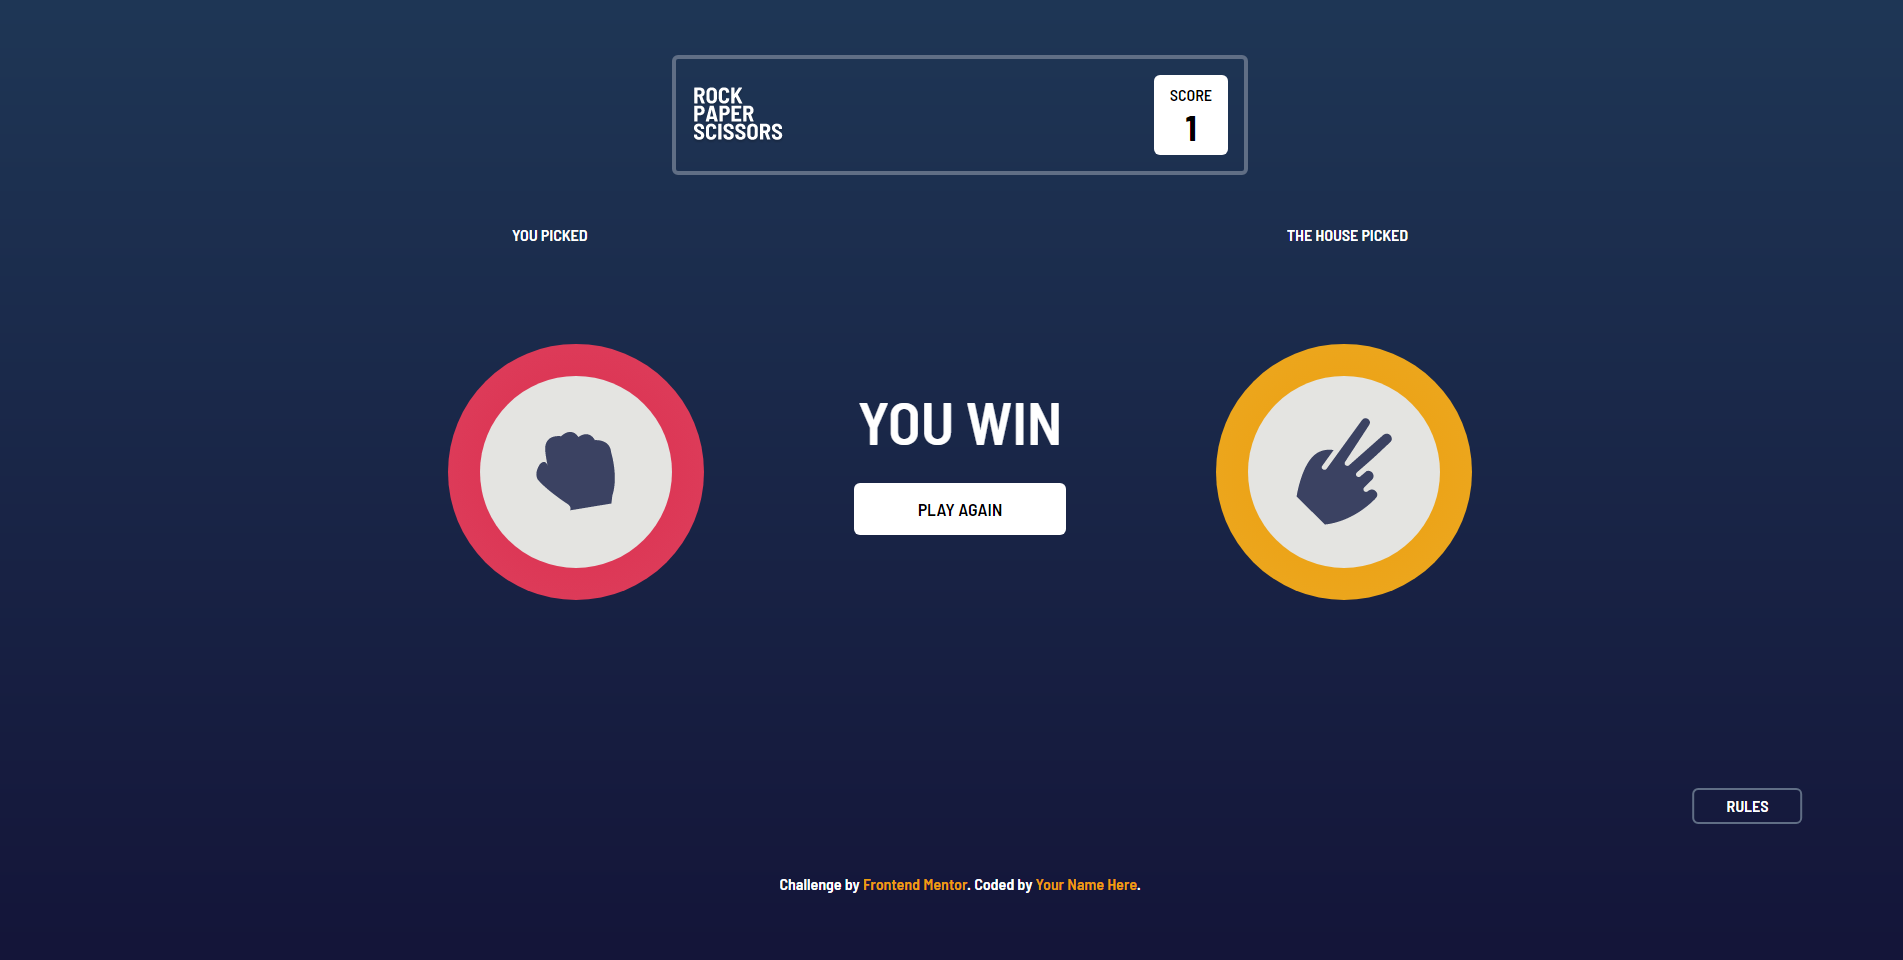 ROCK
PAPER
SCISSORS
SCORE
1
YOU PICKED
THE HOUSE PICKED
YOU WIN
PLAY AGAIN
RULES
Challenge by Frontend Mentor. Coded by Your Name Here.